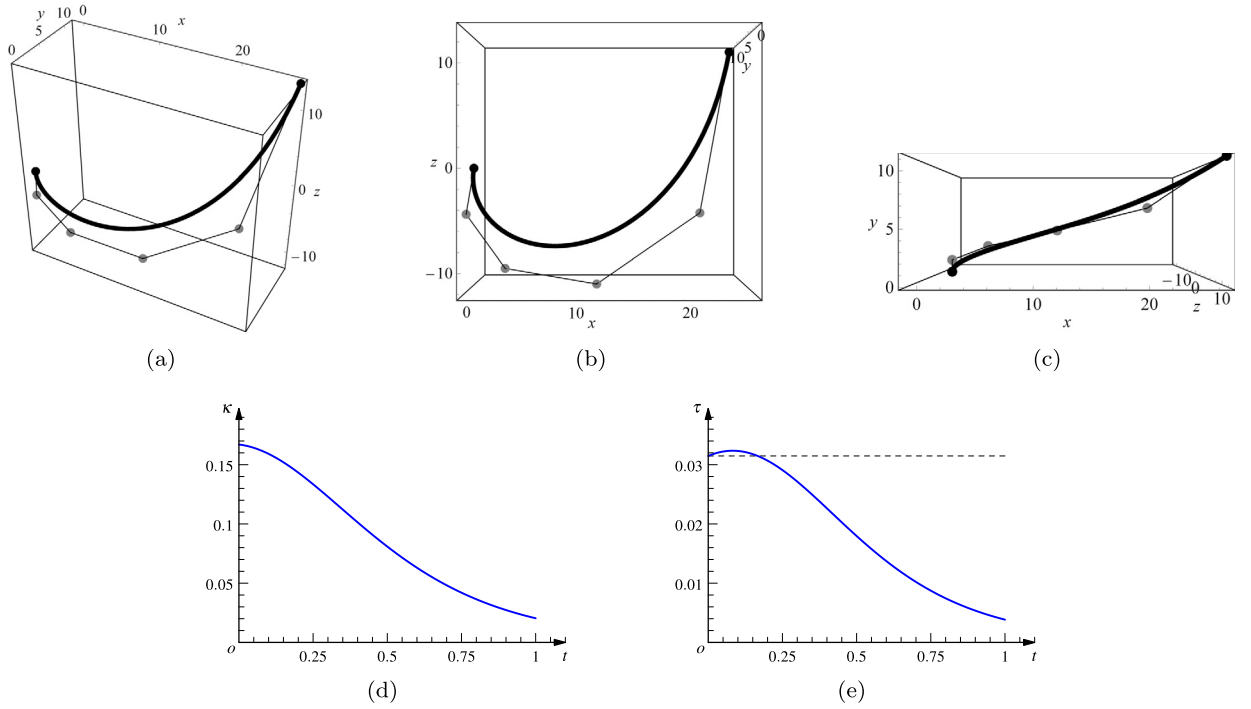 y 10 0 x
0 5 10 20
10
0 z
−10
(a)
10
z 0
−10
0 10 20
x
0
5
10
y
(b)
10
y 5
0
0 10 20
x
−10 0 10
z
(c)
κ
0.15
0.1
0.05
o 0.25 0.5 0.75 1 t
(d)
τ
0.03
0.02
0.01
o 0.25 0.5 0.75 1 t
(e)